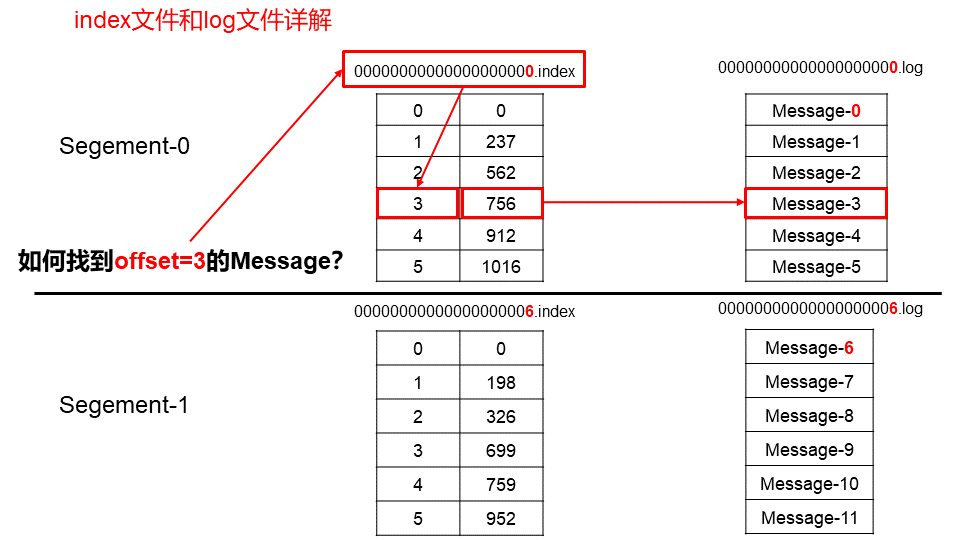 index文件和log文件详解
00000000000000000000.index
00000000000000000000.log
Segement-0
0 0
1 237
2 562
3 756
4 912
5 1016
Message-0
Message-1
Message-2
Message-3
Message-4
Message-5
如何找到offset=3的Message?
00000000000000000006.index
00000000000000000006.log
Segement-1
0 0
1 198
2 326
3 699
4 759
5 952
Message-6
Message-7
Message-8
Message-9
Message-10
Message-11